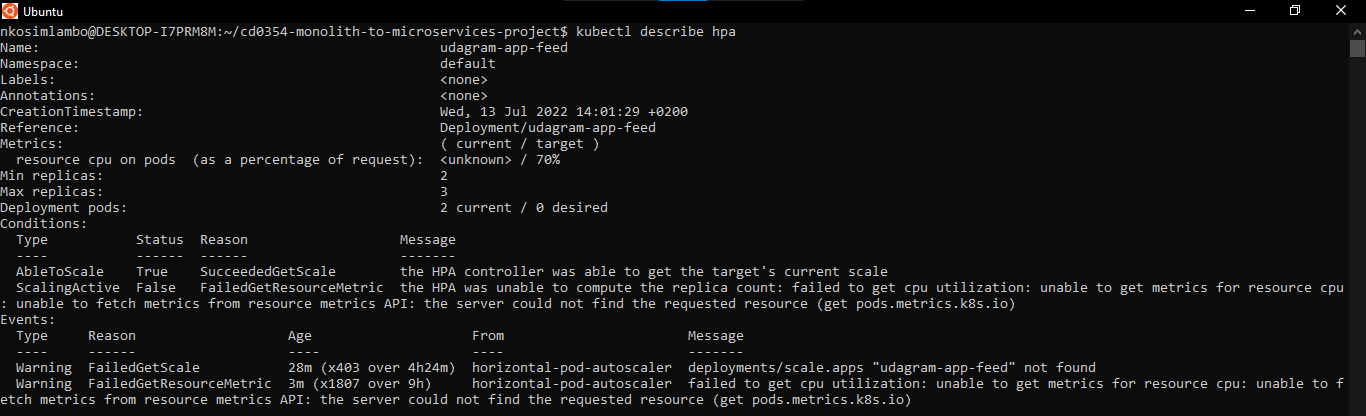 Ubuntu
nkosimlambo@DESKTOP-I7PRM8M:~/cd0354-monolith-to-microservices-project$ kubectl describe hpa
Name: udagram-app-feed
Namespace: default
Labels: <none>
Annotations: <none>
CreationTimestamp: Wed, 13 Jul 2022 14:01:29 +0200
Reference: Deployment/udagram-app-feed
Metrics: ( current / target )
  resource cpu on pods  (as a percentage of request): <unknown> / 70%
Min replicas: 2
Max replicas: 3
Deployment pods: 2 current / 0 desired
Conditions:
  Type Status Reason Message
  ---- ------ ------ -------
  AbleToScale True SucceededGetScale the HPA controller was able to get the target's current scale
  ScalingActive False FailedGetResourceMetric the HPA was unable to compute the replica count: failed to get cpu utilization: unable to get metrics for resource cpu
: unable to fetch metrics from resource metrics API: the server could not find the requested resource (get pods.metrics.k8s.io)
Events:
  Type Reason Age From Message
  ---- ------ ---- ---- -------
  Warning FailedGetScale 28m (x403 over 4h24m) horizontal-pod-autoscaler deployments/scale.apps "udagram-app-feed" not found
  Warning FailedGetResourceMetric 3m (x1807 over 9h) horizontal-pod-autoscaler failed to get cpu utilization: unable to get metrics for resource cpu: unable to f
etch metrics from resource metrics API: the server could not find the requested resource (get pods.metrics.k8s.io)